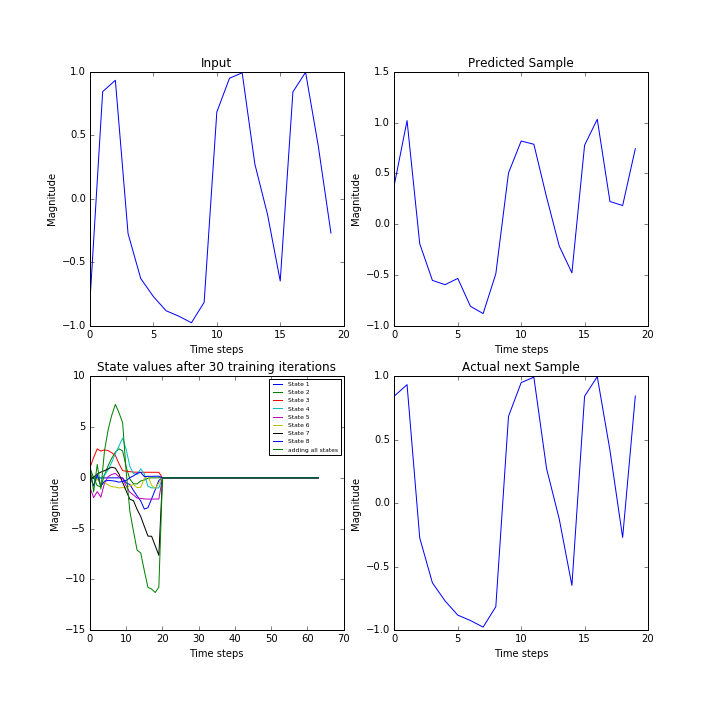 Input
1.0
0.5
0.0
−0.5
−1.0
Magnitude
0 5 10 15 20
Time steps
Predicted Sample
1.5
1.0
0.5
0.0
−0.5
−1.0
Magnitude
0 5 10 15 20
Time steps
State values after 30 training iterations
10
5
0
−5
−10
−15
Magnitude
0 10 20 30 40 50 60 70
Time steps
State 1
State 2
State 3
State 4
State 5
State 6
State 7
State 8
adding all states
Actual next Sample
1.0
0.5
0.0
−0.5
−1.0
Magnitude
0 5 10 15 20
Time steps